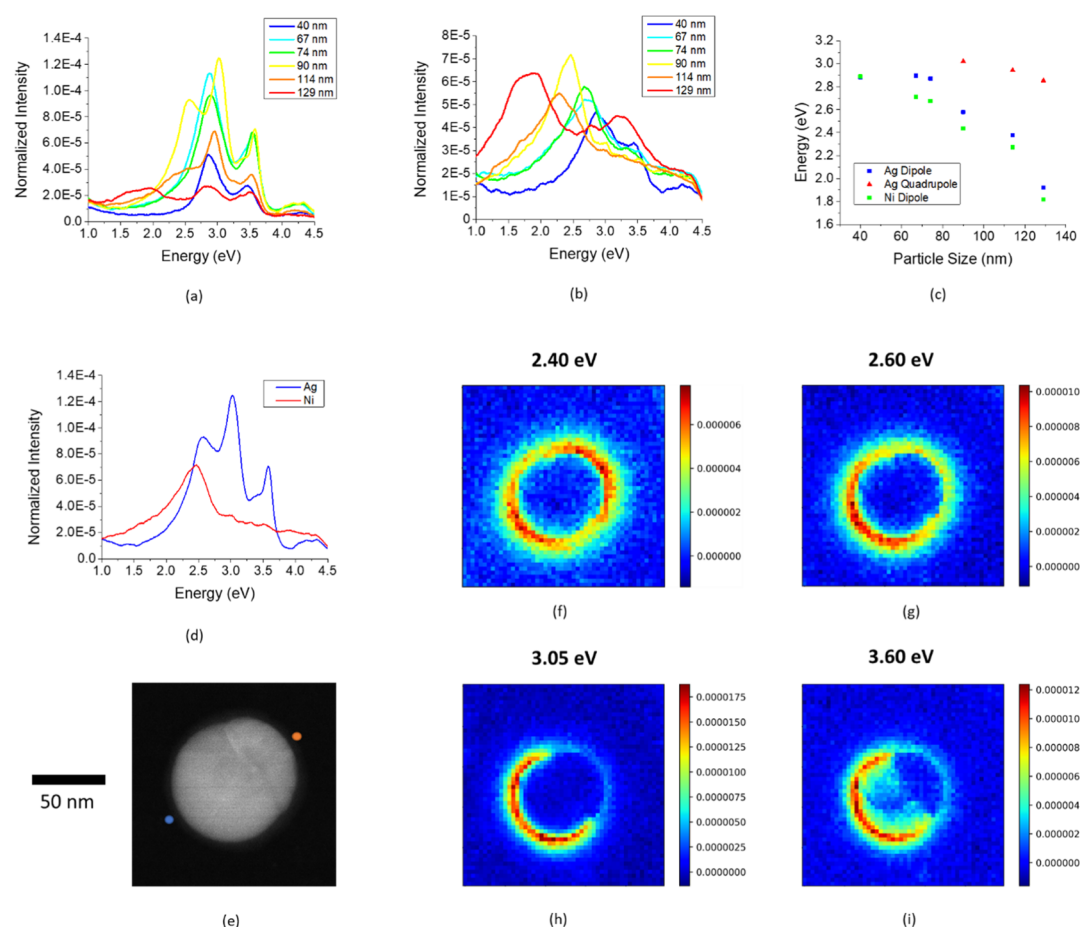 40 nm
67 nm
74 nm
90 nm
114 nm
129 nm
1.4E-4
1.2E-4
1.0E-4
8.0E-5
6.0E-5
4.0E-5
2.0E-5
0.0
Normalized Intensity
1.0 1.5 2.0 2.5 3.0 3.5 4.0 4.5
Energy (eV)
(a)
40 nm
67 nm
74 nm
90 nm
114 nm
129 nm
8E-5
7E-5
6E-5
5E-5
4E-5
3E-5
2E-5
1E-5
0
Normalized Intensity
1.0 1.5 2.0 2.5 3.0 3.5 4.0 4.5
Energy (eV)
(b)
3.2
3.0
2.8
2.6
2.4
2.2
2.0
1.8
1.6
Energy (eV)
Ag Dipole
Ag Quadrupole
Ni Dipole
40 60 80 100 120 140
Particle Size (nm)
(c)
1.4E-4
1.2E-4
1.0E-4
8.0E-5
6.0E-5
4.0E-5
2.0E-5
0.0
Normalized Intensity
Ag
Ni
1.0 1.5 2.0 2.5 3.0 3.5 4.0 4.5
Energy (eV)
(d)
2.40 eV
0.000006
0.000004
0.000002
0.000000
(f)
2.60 eV
0.000010
0.000008
0.000006
0.000004
0.000002
0.000000
(g)
50 nm
(e)
3.05 eV
0.0000175
0.0000150
0.0000125
0.0000100
0.0000075
0.0000050
0.0000025
0.0000000
(h)
3.60 eV
0.000012
0.000010
0.000008
0.000006
0.000004
0.000002
0.000000
(i)